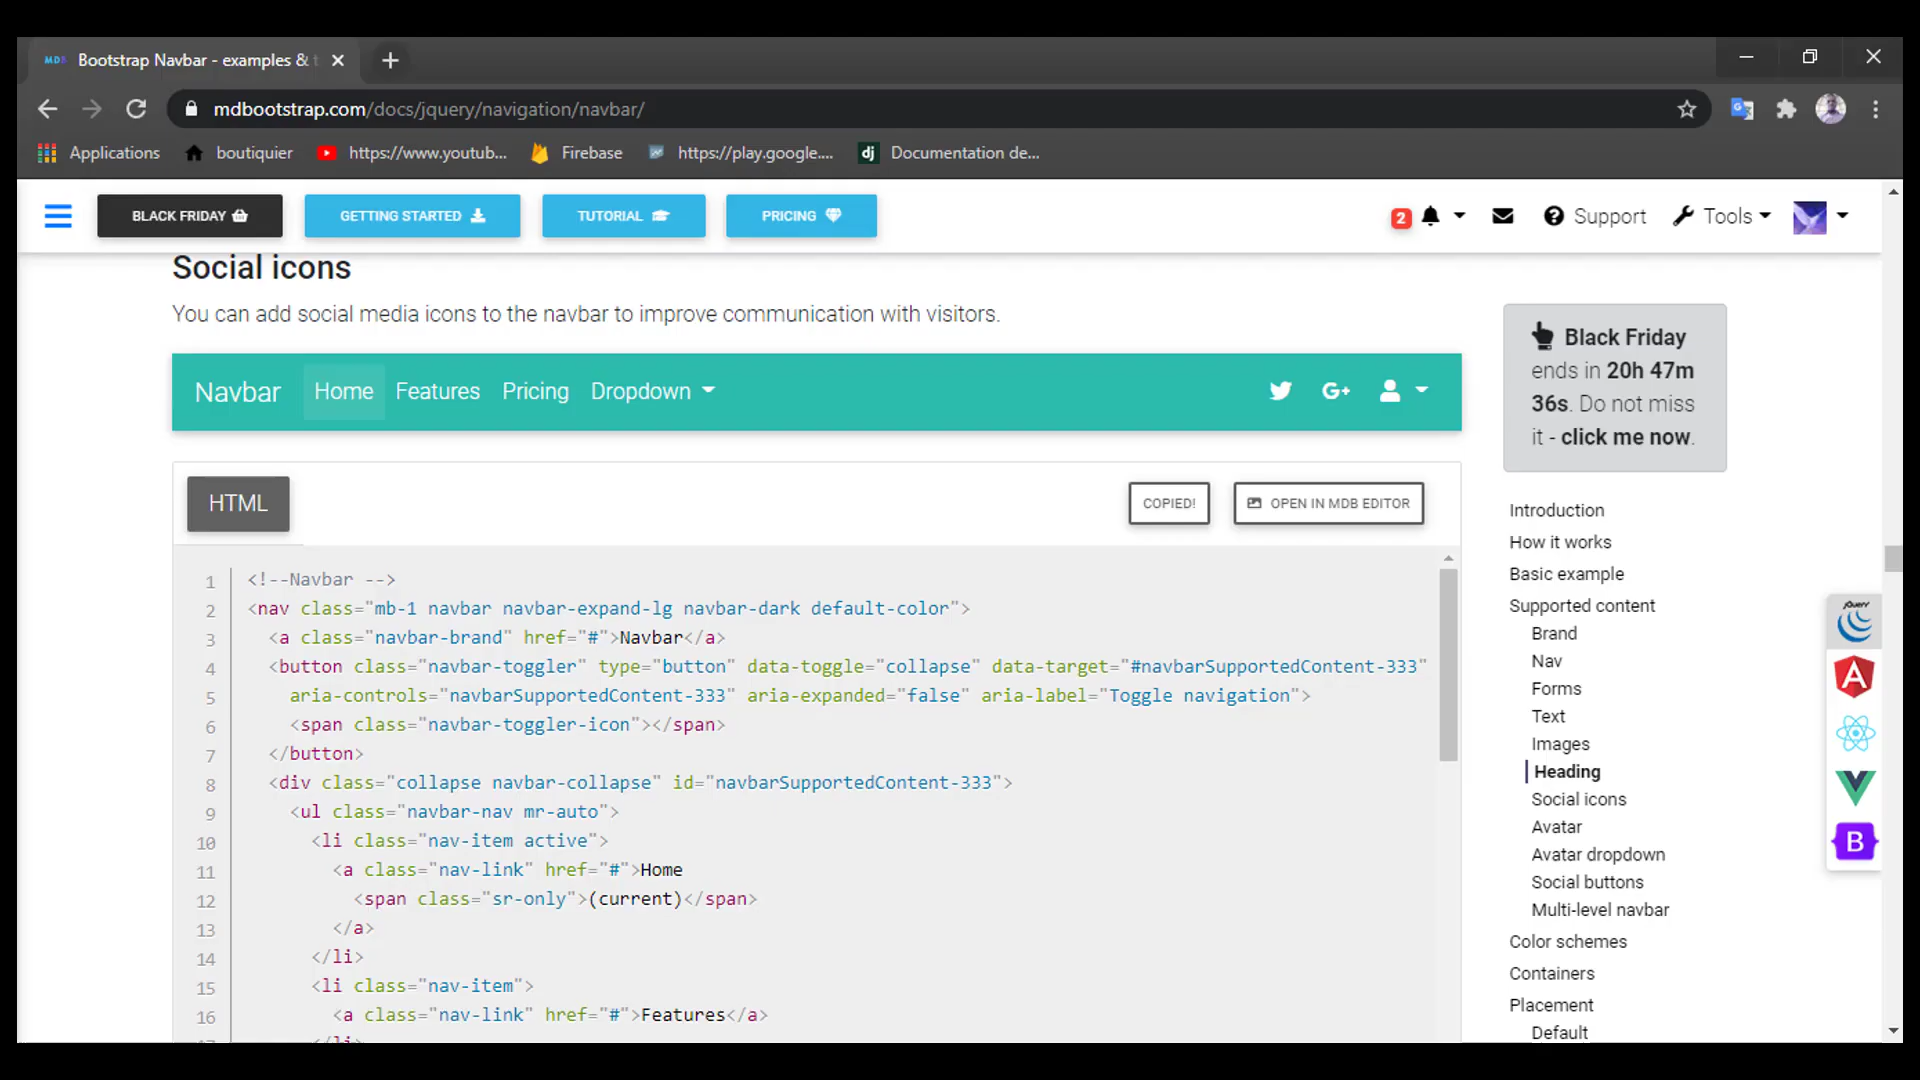 MDB Bootstrap Navbar - examples & t
mdbootstrap.com/docs/jquery/navigation/navbar/
Applications boutiquier https://www.youtub... Firebase https://play.google.... dj Documentation de...
BLACK FRIDAY GETTING STARTED TUTORIAL PRICING 2 Support Tools
Social icons
You can add social media icons to the navbar to improve communication with visitors.
Navbar Home Features Pricing Dropdown G+
HTML COPIED! OPEN IN MDB EDITOR
1 <!--Navbar -->
2 <nav class="mb-1 navbar navbar-expand-lg navbar-dark default-color">
3 <a class="navbar-brand" href="#">Navbar</a>
4 <button class="navbar-toggler" type="button" data-toggle="collapse" data-target="#navbarSupportedContent-333"
5 aria-controls="navbarSupportedContent-333" aria-expanded="false" aria-label="Toggle navigation">
6 <span class="navbar-toggler-icon"></span>
7 </button>
8 <div class="collapse navbar-collapse" id="navbarSupportedContent-333">
9 <ul class="navbar-nav mr-auto">
10 <li class="nav-item active">
11 <a class="nav-link" href="#">Home
12 <span class="sr-only">(current)</span>
13 </a>
14 </li>
15 <li class="nav-item">
16 <a class="nav-link" href="#">Features</a>
17 </li>
Black Friday
ends in 20h 47m
36s. Do not miss
it - click me now.
Introduction
How it works
Basic example
Supported content
Brand
Nav
Forms
Text
Images
Heading
Social icons
Avatar
Avatar dropdown
Social buttons
Multi-level navbar
Color schemes
Containers
Placement
Default
jQuery
A
B